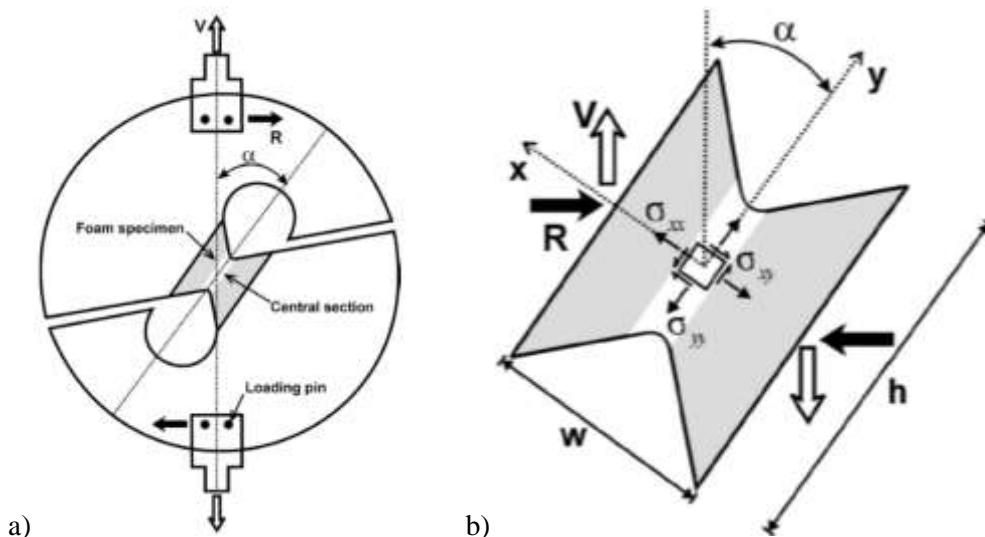 V
R
α
Foam specimen
Central section
Loading pin
a)
α
y
V
x
σxx
R
σxy
σyy
h
w
b)